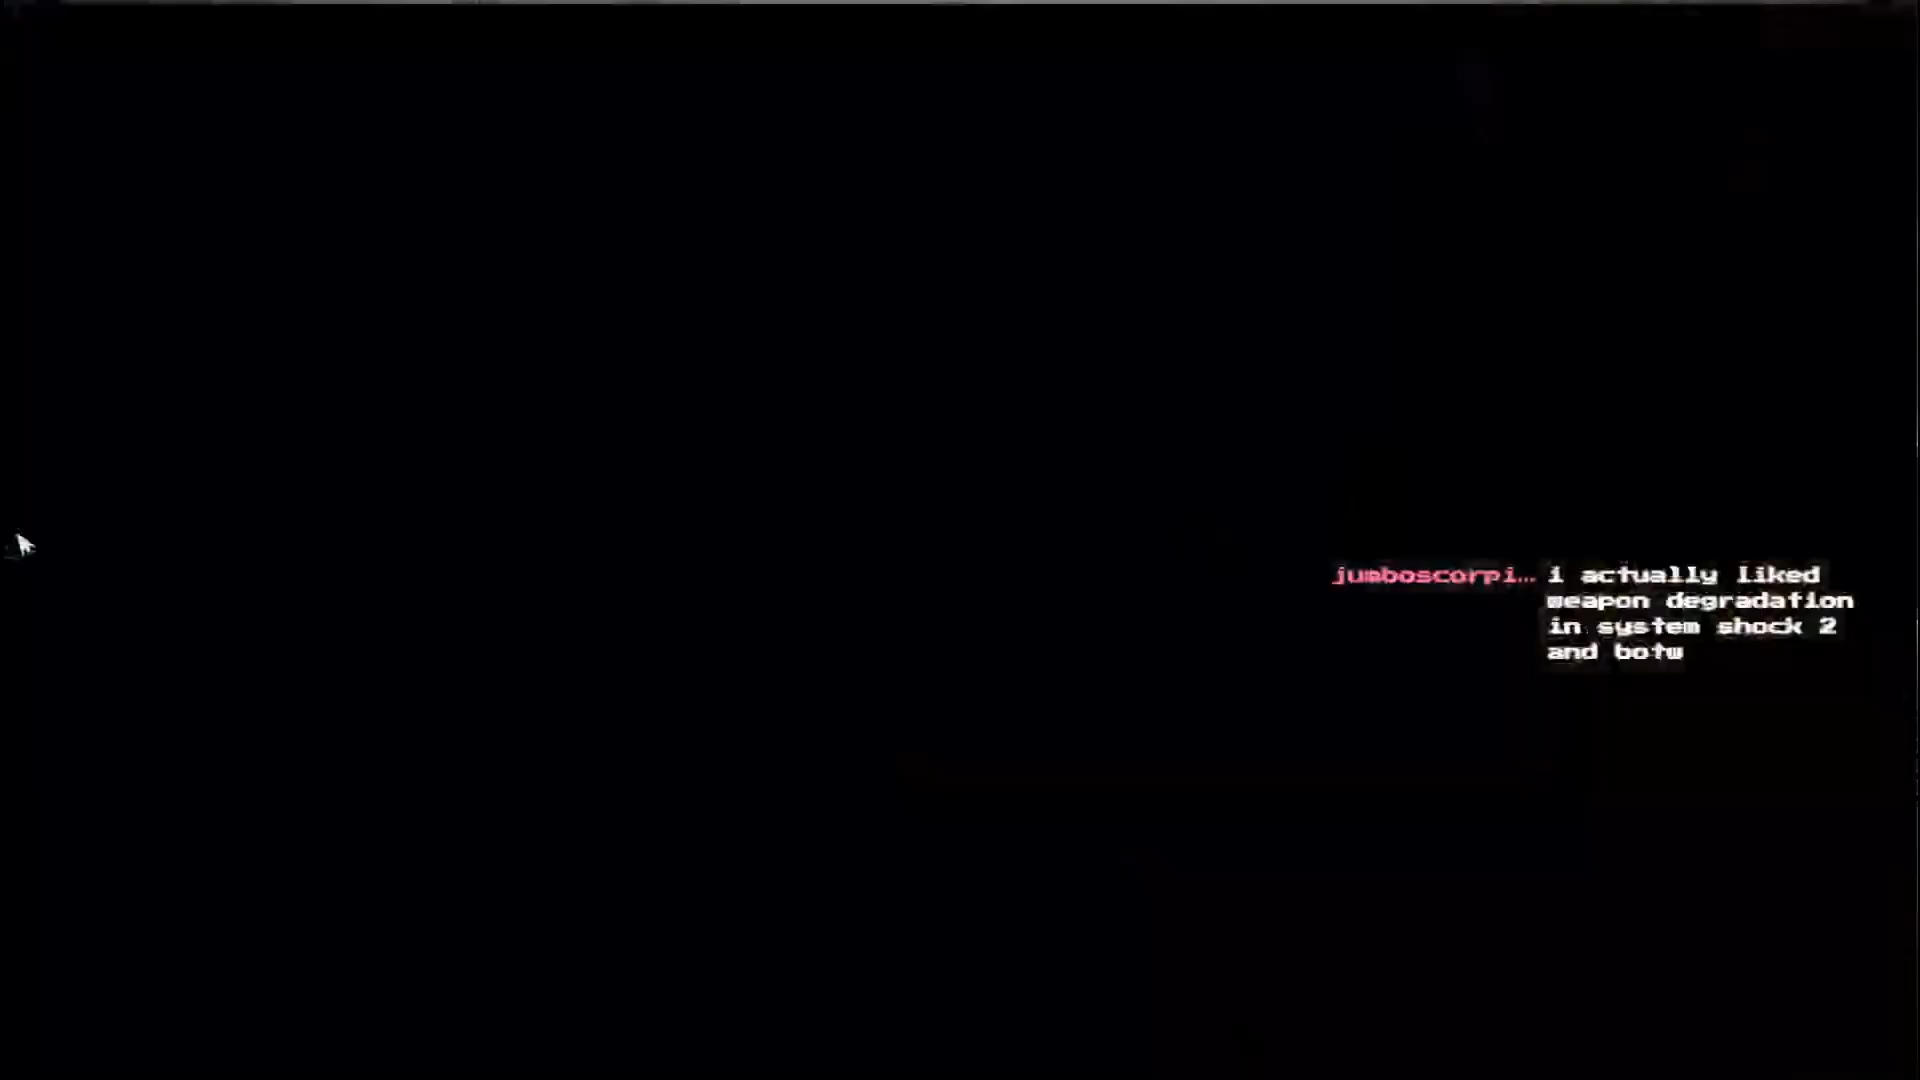 jumboscorpi… i actually liked
weapon degradation
in system shock 2
and botw